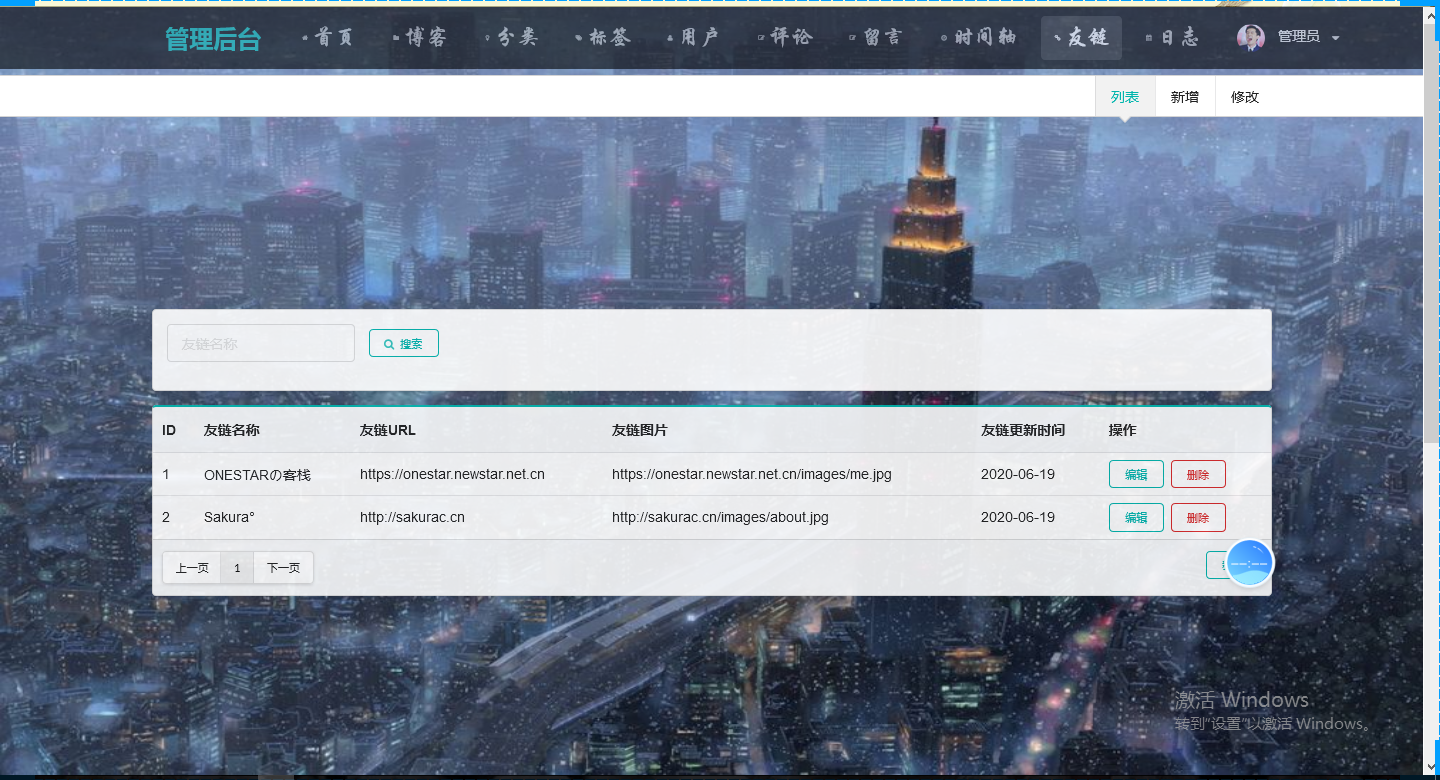 管理后台 首页 博客 分类 标签 用户 评论 留言 时间轴 友链 日志 管理员
列表 新增 修改
友链名称 搜索
ID 友链名称 友链URL 友链图片 友链更新时间 操作
1 ONESTARの客栈 https://onestar.newstar.net.cn https://onestar.newstar.net.cn/images/me.jpg 2020-06-19 编辑 删除
2 Sakura° http://sakurac.cn http://sakurac.cn/images/about.jpg 2020-06-19 编辑 删除
上一页 1 下一页
激活 Windows
转到"设置"以激活 Windows。